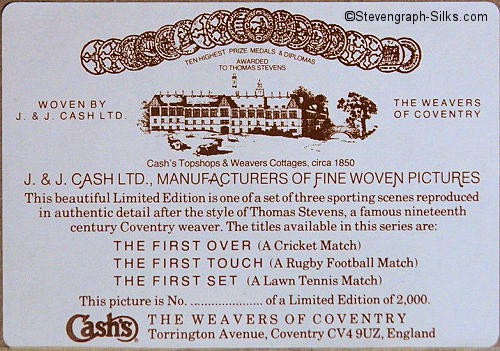 ©Stevengraph-Silks.com
TEN HIGHEST PRIZE MEDALS & DIPLOMAS
AWARDED
TO THOMAS STEVENS
WOVEN BY
J. & J. CASH LTD.
THE WEAVERS
OF COVENTRY
Cash's Topshops & Weavers Cottages, circa 1850
J. & J. CASH LTD., MANUFACTURERS OF FINE WOVEN PICTURES
This beautiful Limited Edition is one of a set of three sporting scenes reproduced
in authentic detail after the style of Thomas Stevens, a famous nineteenth
century Coventry weaver. The titles available in this series are:
THE FIRST OVER (A Cricket Match)
THE FIRST TOUCH (A Rugby Football Match)
THE FIRST SET (A Lawn Tennis Match)
This picture is No. ..................... of a Limited Edition of 2,000.
Cash's THE WEAVERS OF COVENTRY
Torrington Avenue, Coventry CV4 9UZ, England